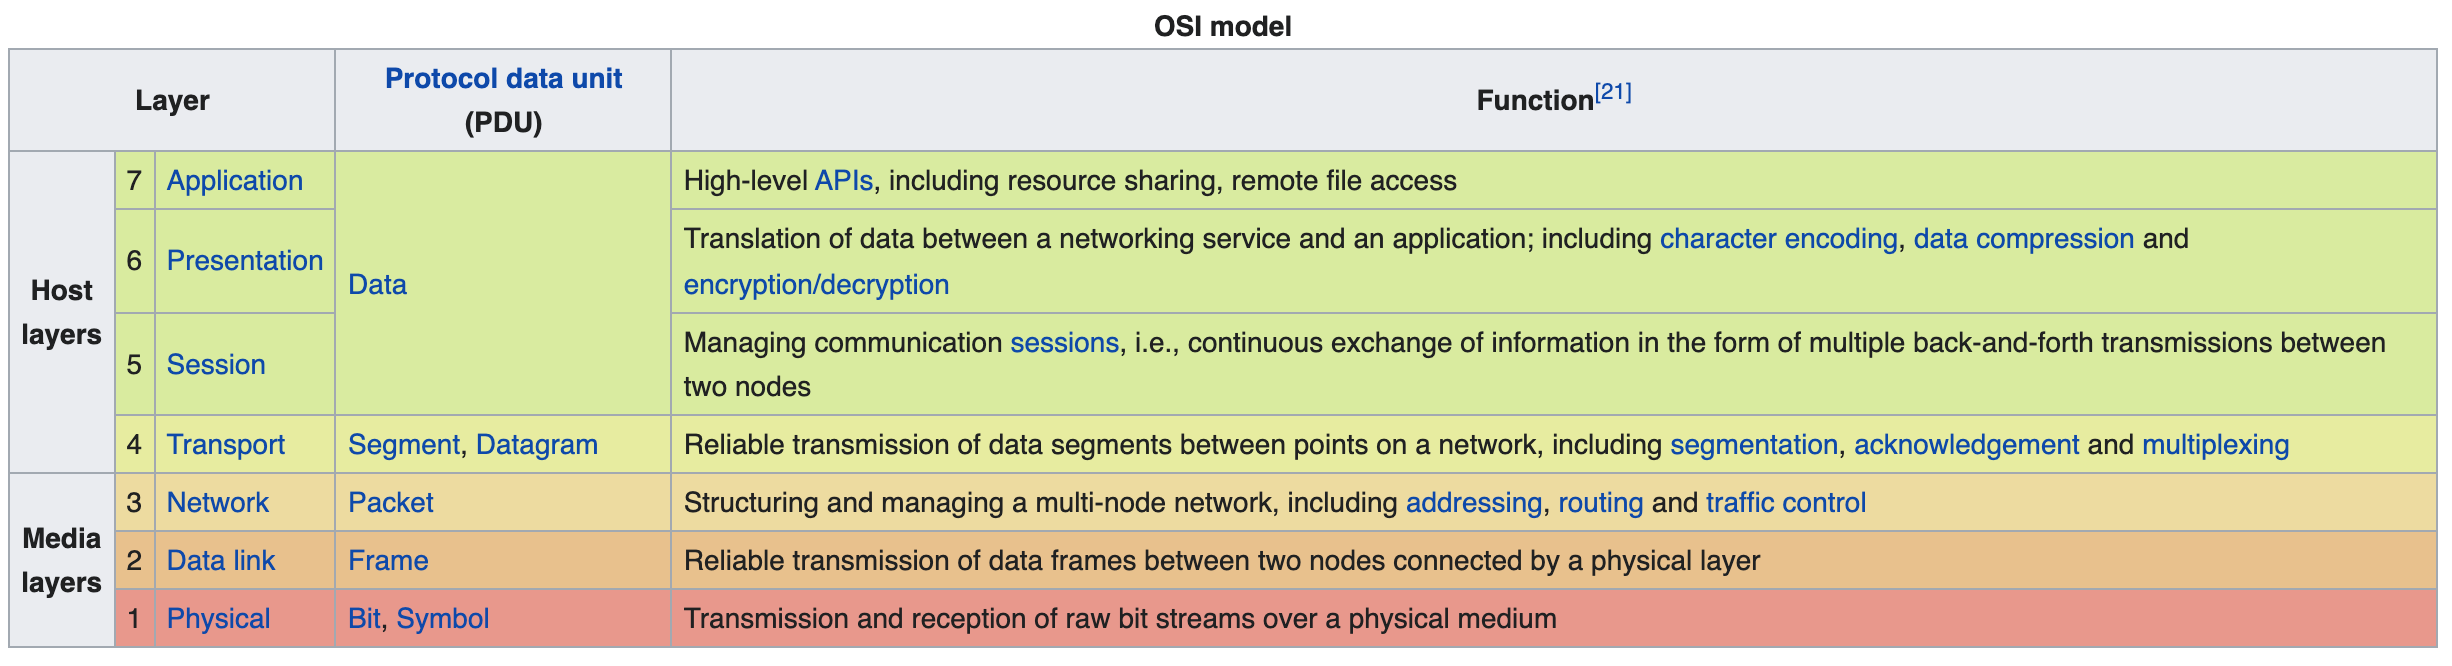 OSI model
Layer
Protocol data unit
(PDU)
Function[21]
Host
layers
7 Application
Data
High-level APIs, including resource sharing, remote file access
6 Presentation
Translation of data between a networking service and an application; including character encoding, data compression and
encryption/decryption
5 Session
Managing communication sessions, i.e., continuous exchange of information in the form of multiple back-and-forth transmissions between
two nodes
4 Transport Segment, Datagram Reliable transmission of data segments between points on a network, including segmentation, acknowledgement and multiplexing
Media
layers
3 Network Packet Structuring and managing a multi-node network, including addressing, routing and traffic control
2 Data link Frame Reliable transmission of data frames between two nodes connected by a physical layer
1 Physical Bit, Symbol Transmission and reception of raw bit streams over a physical medium